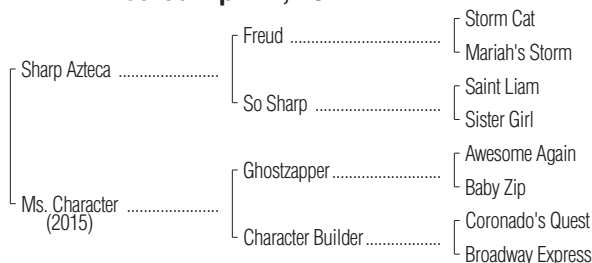 Storm Cat
Freud ..............................
Mariah's Storm
Sharp Azteca ....................
Saint Liam
So Sharp .........................
Sister Girl
Awesome Again
Ghostzapper......................
Baby Zip
Ms. Character ..................
(2015)
Coronado's Quest
Character Builder...............
Broadway Express